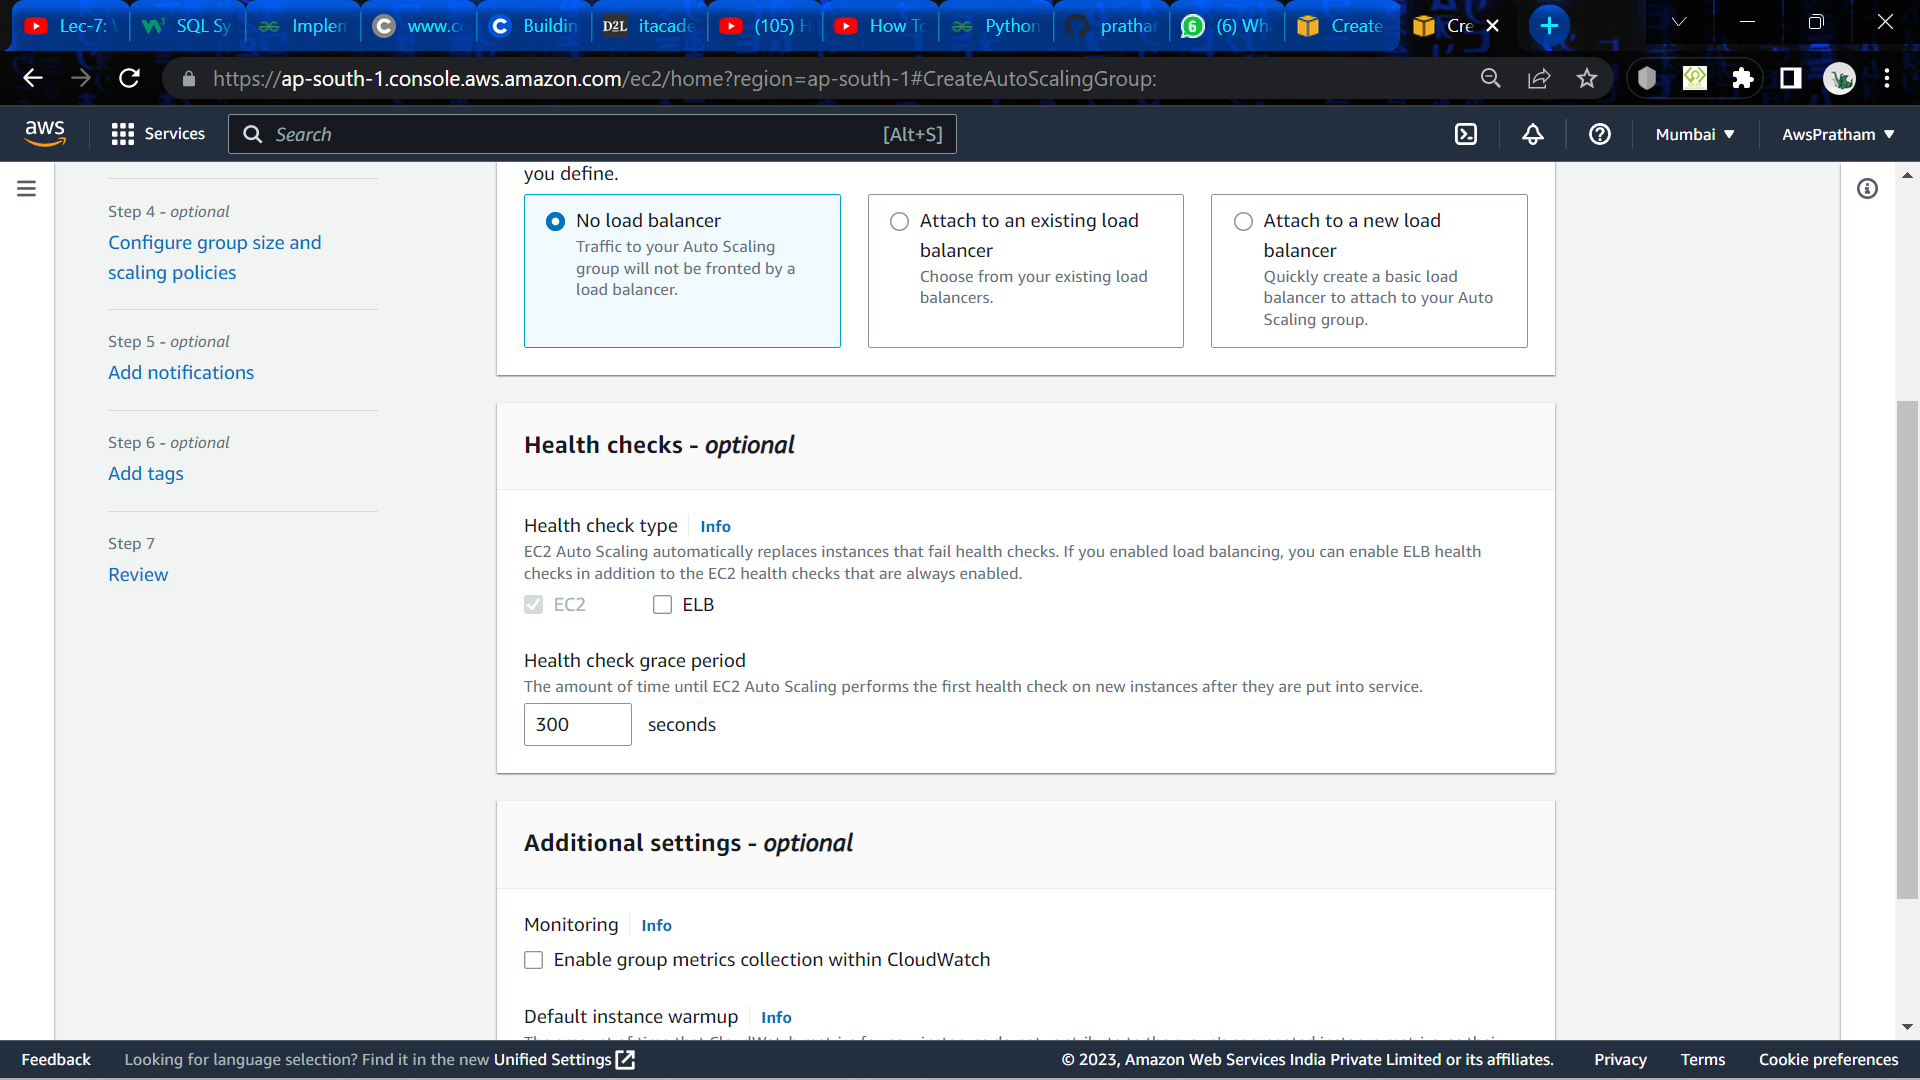 Lec-7:
SQL Sy
Implem
www.c
Buildin
D2L itacade
(105) H
How To
Python
prathar
(6) Wh
Create
Cre
https://ap-south-1.console.aws.amazon.com/ec2/home?region=ap-south-1#CreateAutoScalingGroup:
aws
Services
Search
[Alt+S]
Mumbai
AwsPratham
Step 4 - optional
Configure group size and
scaling policies
Step 5 - optional
Add notifications
Step 6 - optional
Add tags
Step 7
Review
you define.
No load balancer
Traffic to your Auto Scaling
group will not be fronted by a
load balancer.
Attach to an existing load
balancer
Choose from your existing load
balancers.
Attach to a new load
balancer
Quickly create a basic load
balancer to attach to your Auto
Scaling group.
Health checks - optional
Health check type Info
EC2 Auto Scaling automatically replaces instances that fail health checks. If you enabled load balancing, you can enable ELB health
checks in addition to the EC2 health checks that are always enabled.
EC2 ELB
Health check grace period
The amount of time until EC2 Auto Scaling performs the first health check on new instances after they are put into service.
300 seconds
Additional settings - optional
Monitoring Info
Enable group metrics collection within CloudWatch
Default instance warmup Info
Feedback
Looking for language selection? Find it in the new Unified Settings
© 2023, Amazon Web Services India Private Limited or its affiliates.
Privacy
Terms
Cookie preferences